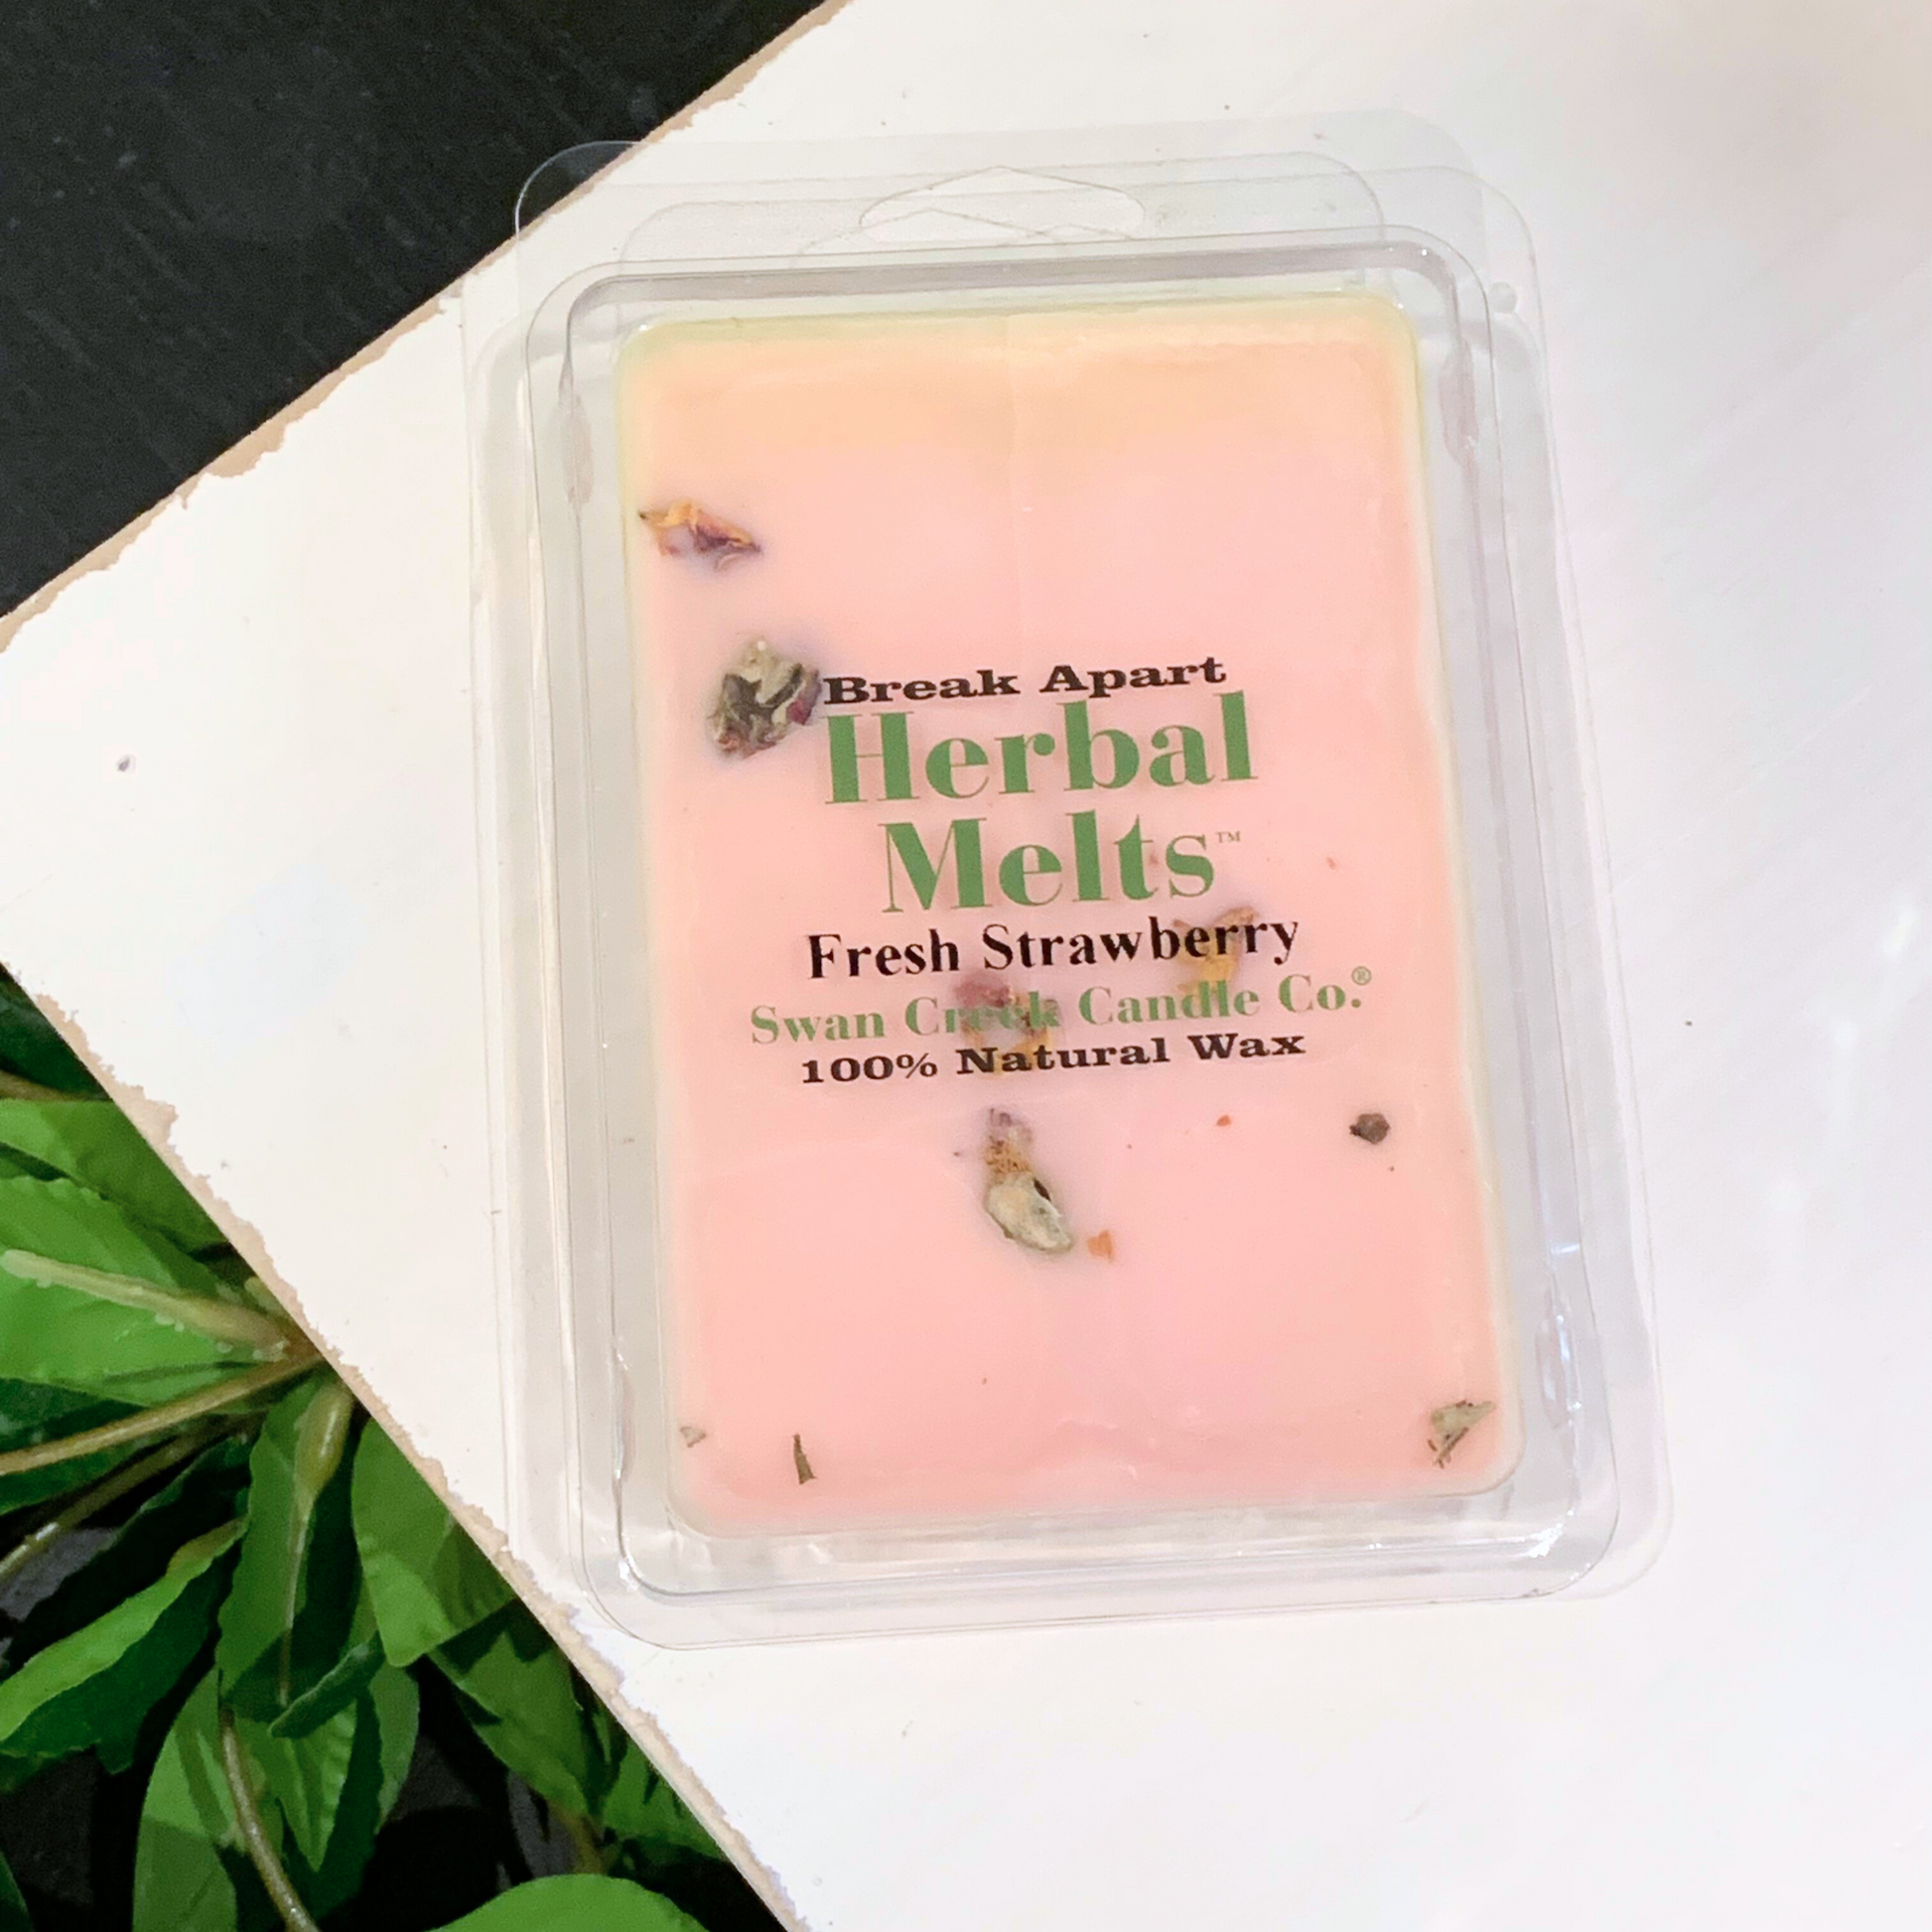 Break Apart
Herbal
Melts™
Fresh Strawberry
Swan Creek Candle Co.®
100% Natural Wax